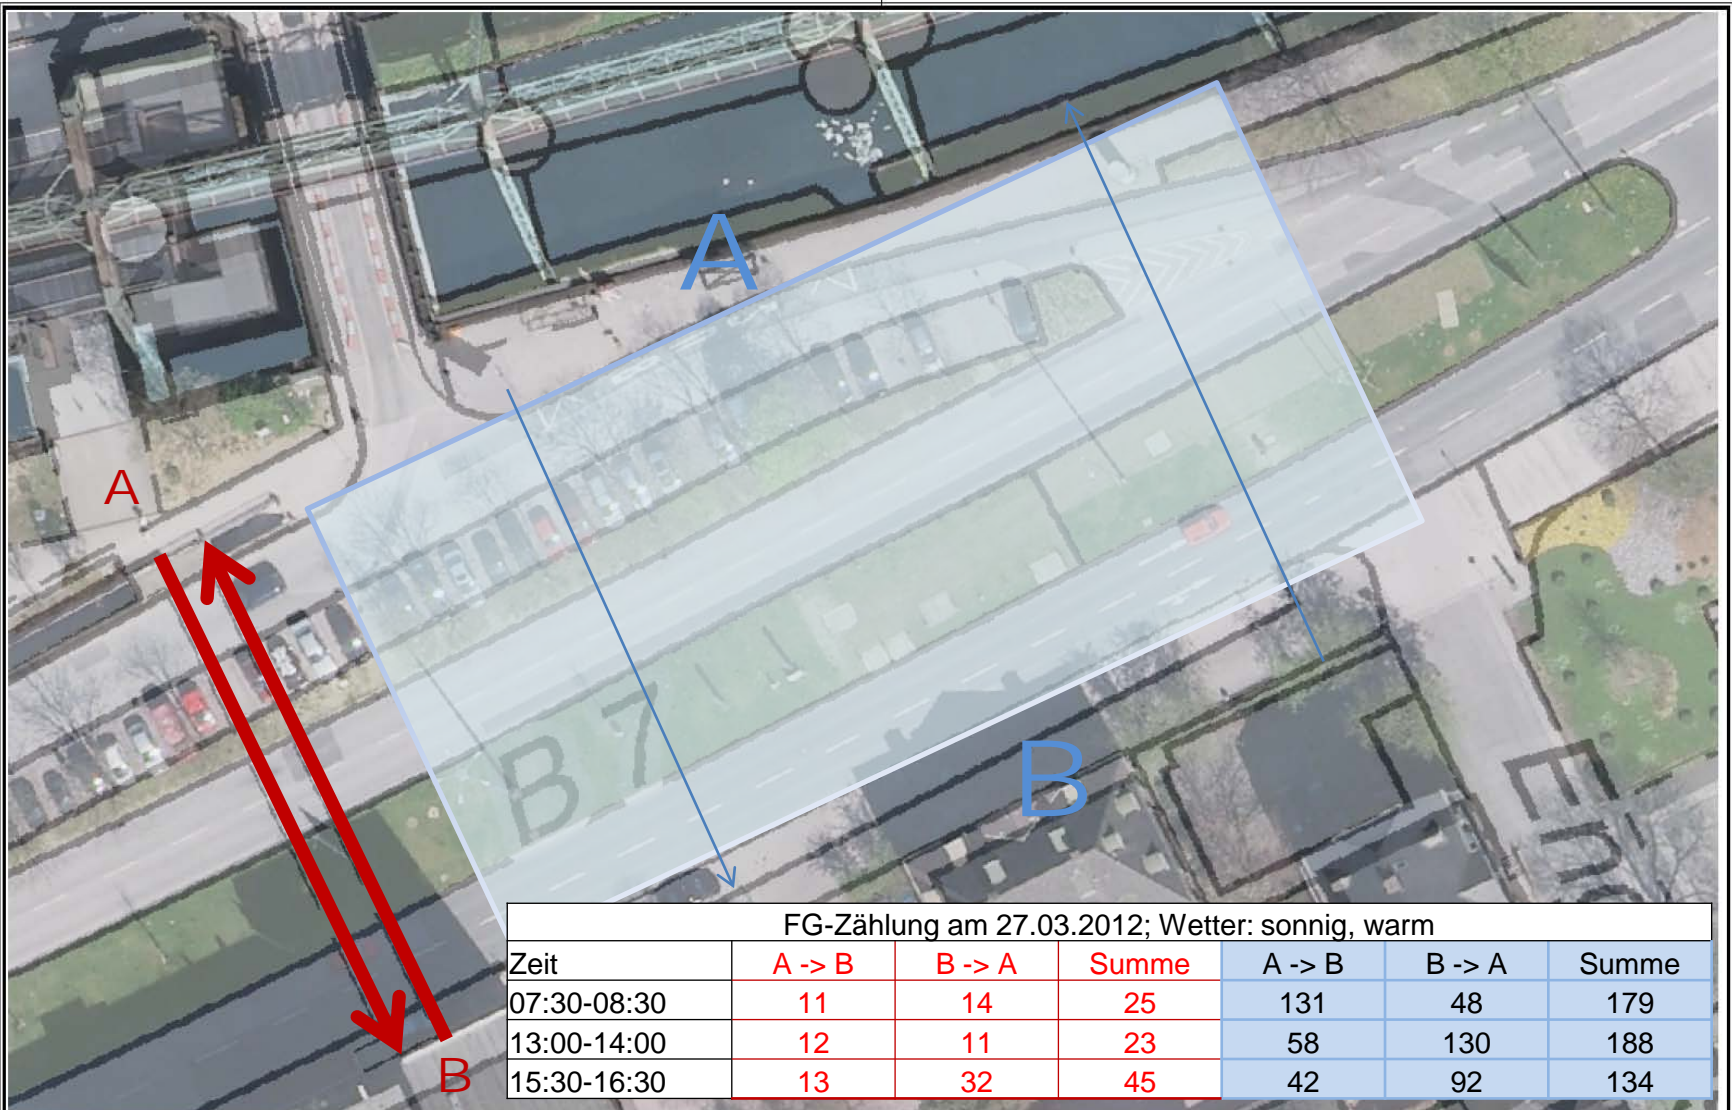 A
A
B 7
B
Eng
B
FG-Zählung am 27.03.2012; Wetter: sonnig, warm
Zeit A -> B B -> A Summe A -> B B -> A Summe
07:30-08:30 11 14 25 131 48 179
13:00-14:00 12 11 23 58 130 188
15:30-16:30 13 32 45 42 92 134